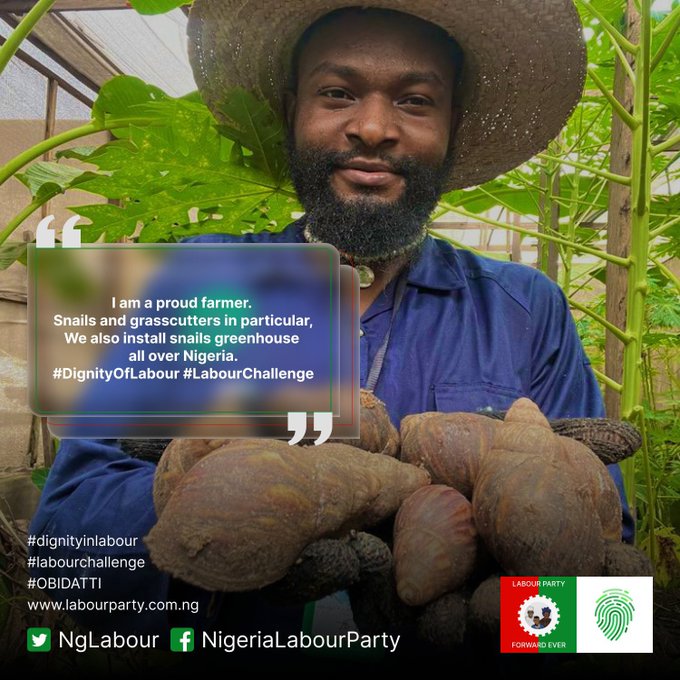 I am a proud farmer.
Snails and grasscutters in particular,
We also install snails greenhouse
all over Nigeria.
#DignityOfLabour #LabourChallenge
#dignityinlabour
#labourchallenge
#OBIDATTI
www.labourparty.com.ng
NgLabour
NigeriaLabourParty
LABOUR PARTY
FORWARD EVER